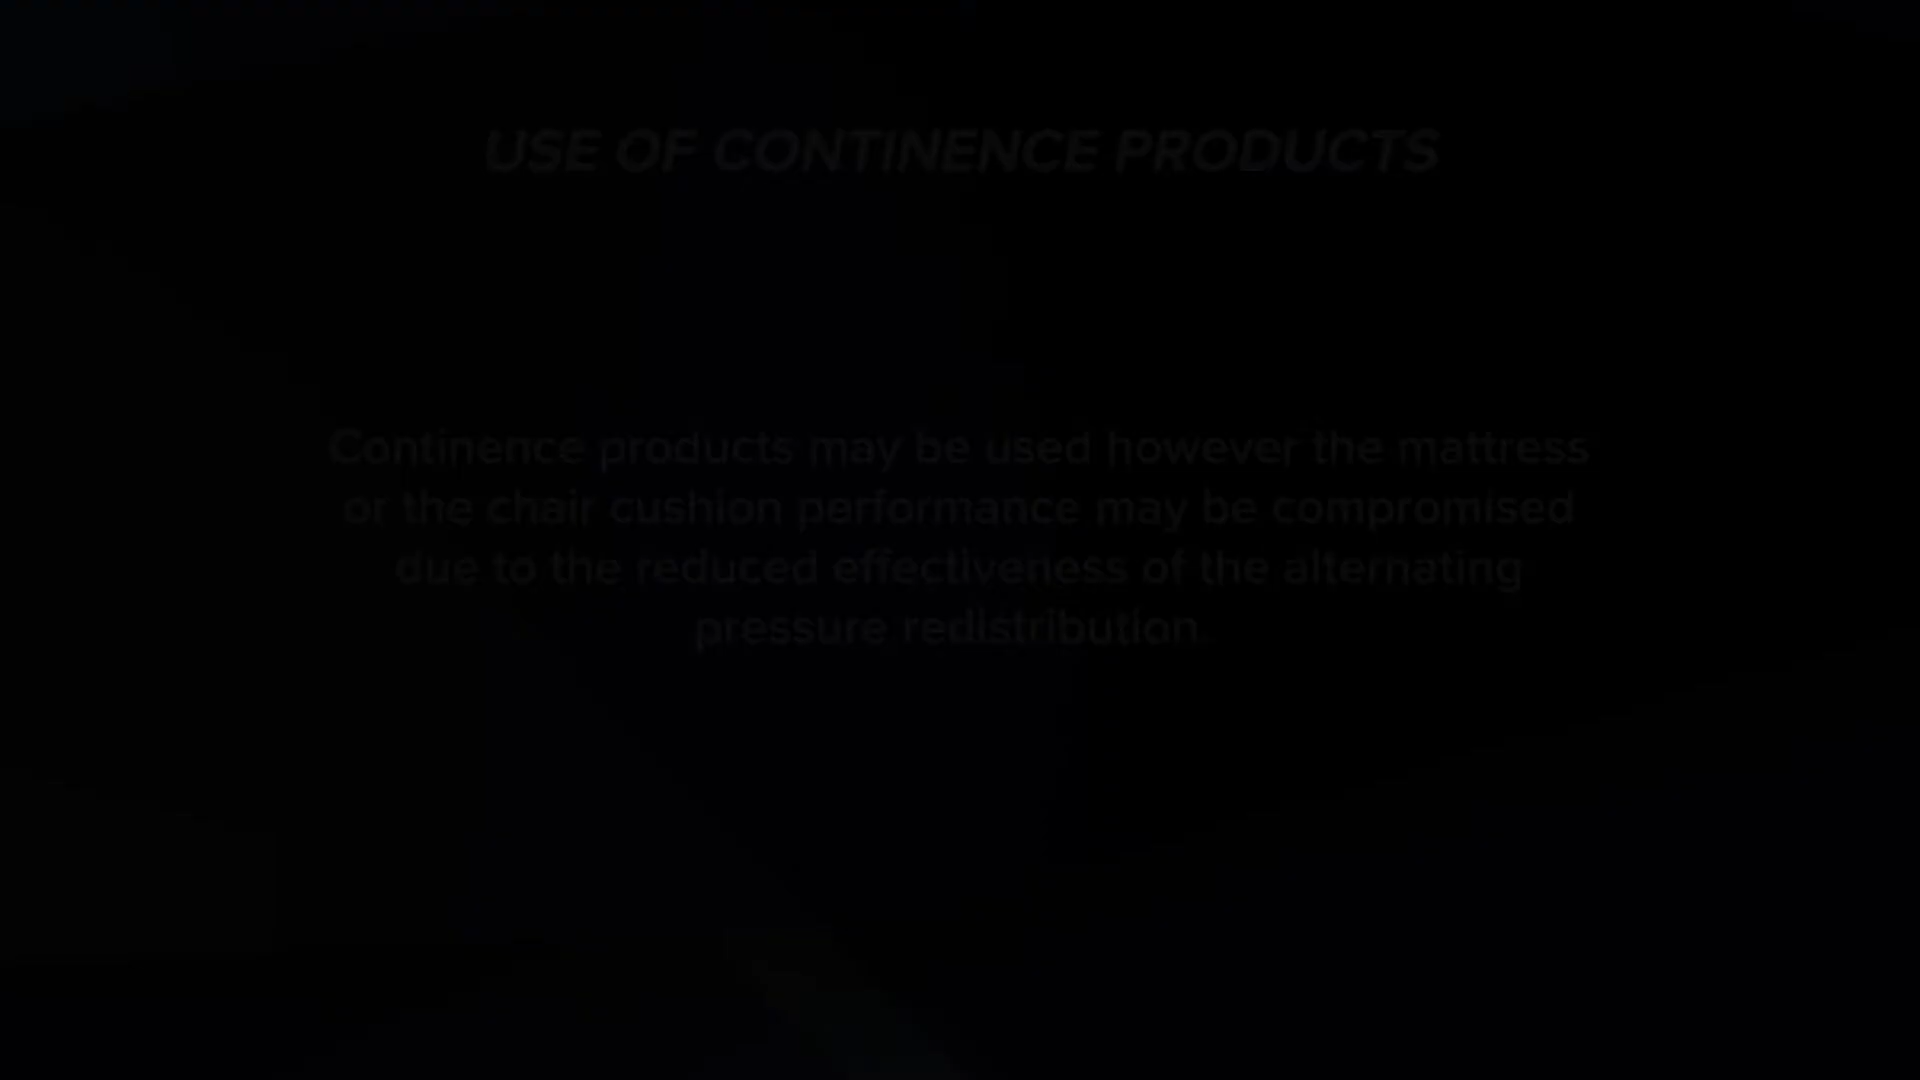 USE OF CONTINENCE PRODUCTS
Continence products may be used however the mattress
or the chair cushion performance may be compromised
due to the reduced effectiveness of the alternating
pressure redistribution.